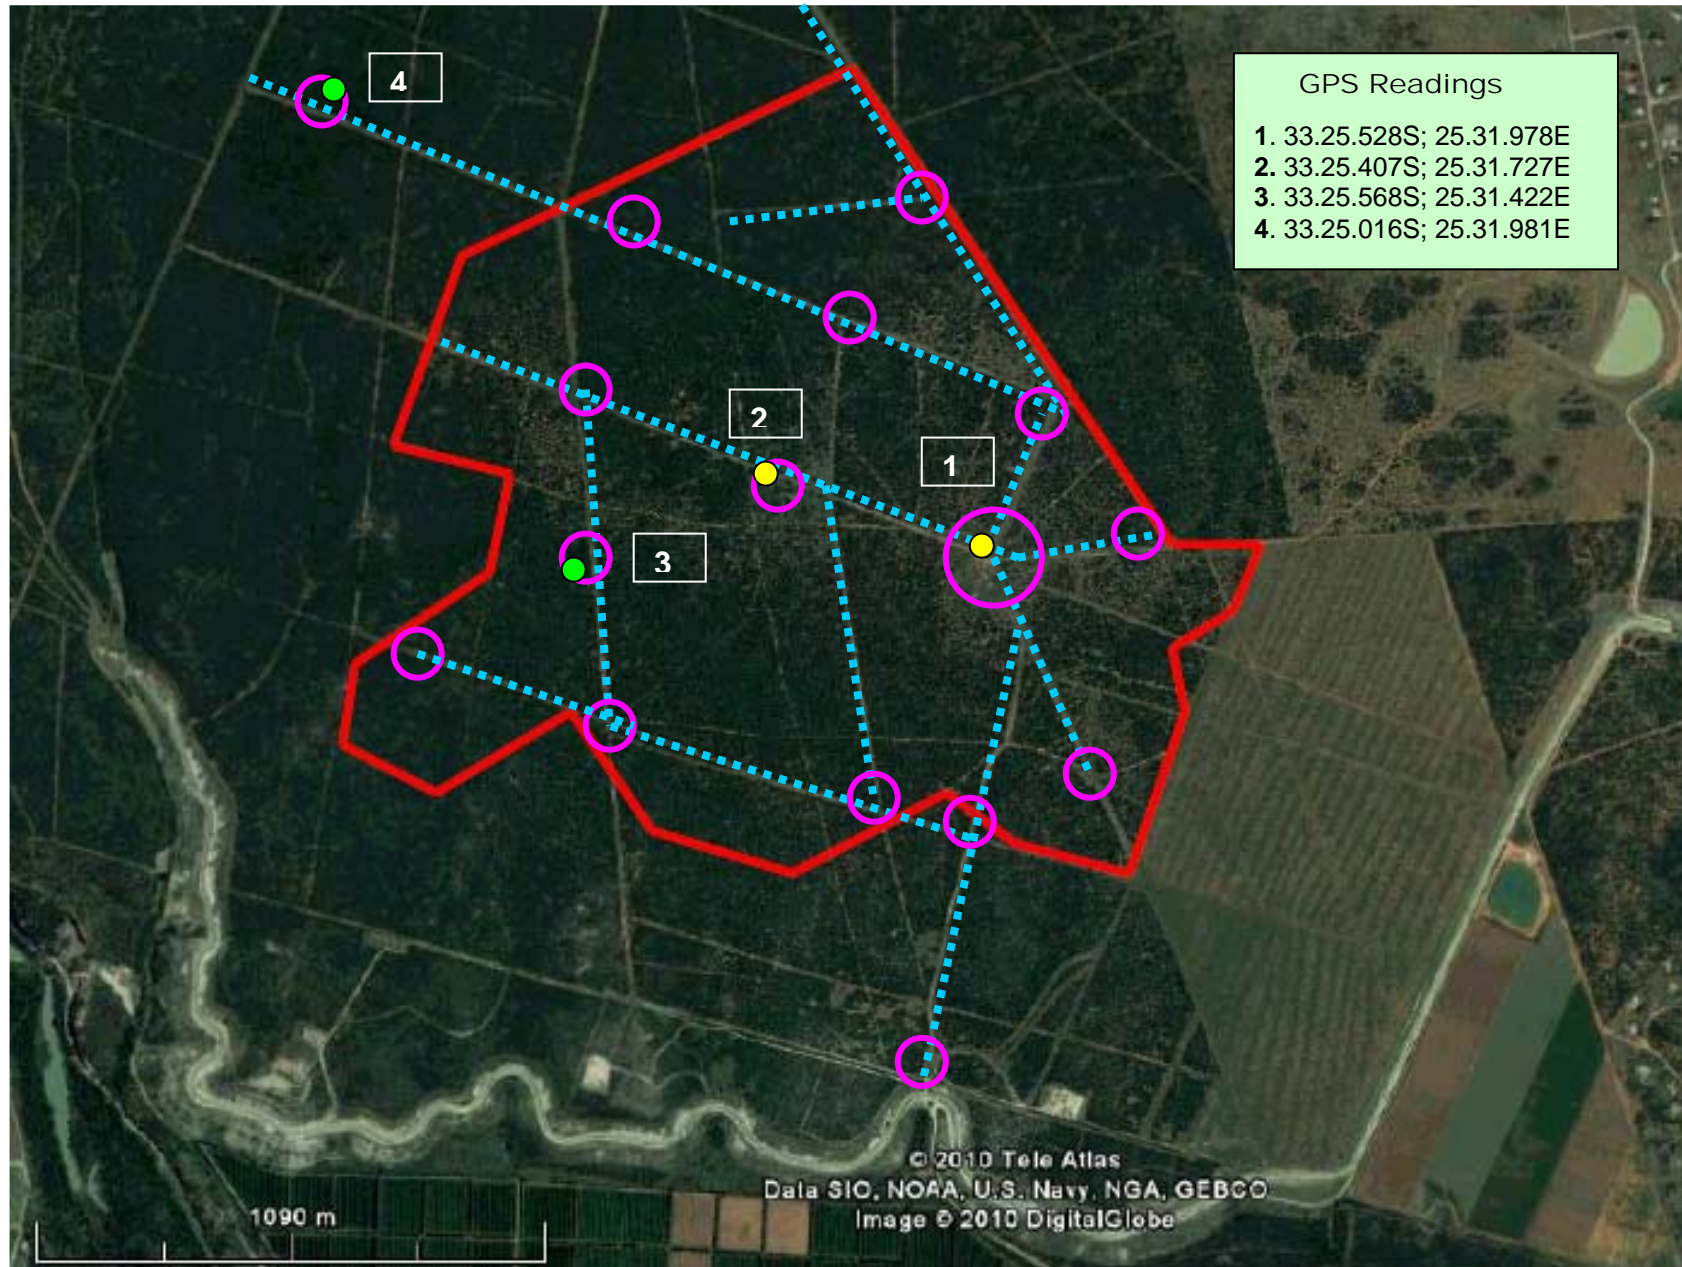 4
GPS Readings
1. 33.25.528S; 25.31.978E
2. 33.25.407S; 25.31.727E
3. 33.25.568S; 25.31.422E
4. 33.25.016S; 25.31.981E
2
1
3
© 2010 Tele Atlas
Data SIO, NOAA, U.S. Navy, NGA, GEBCO
Image © 2010 DigitalGlobe
1090 m